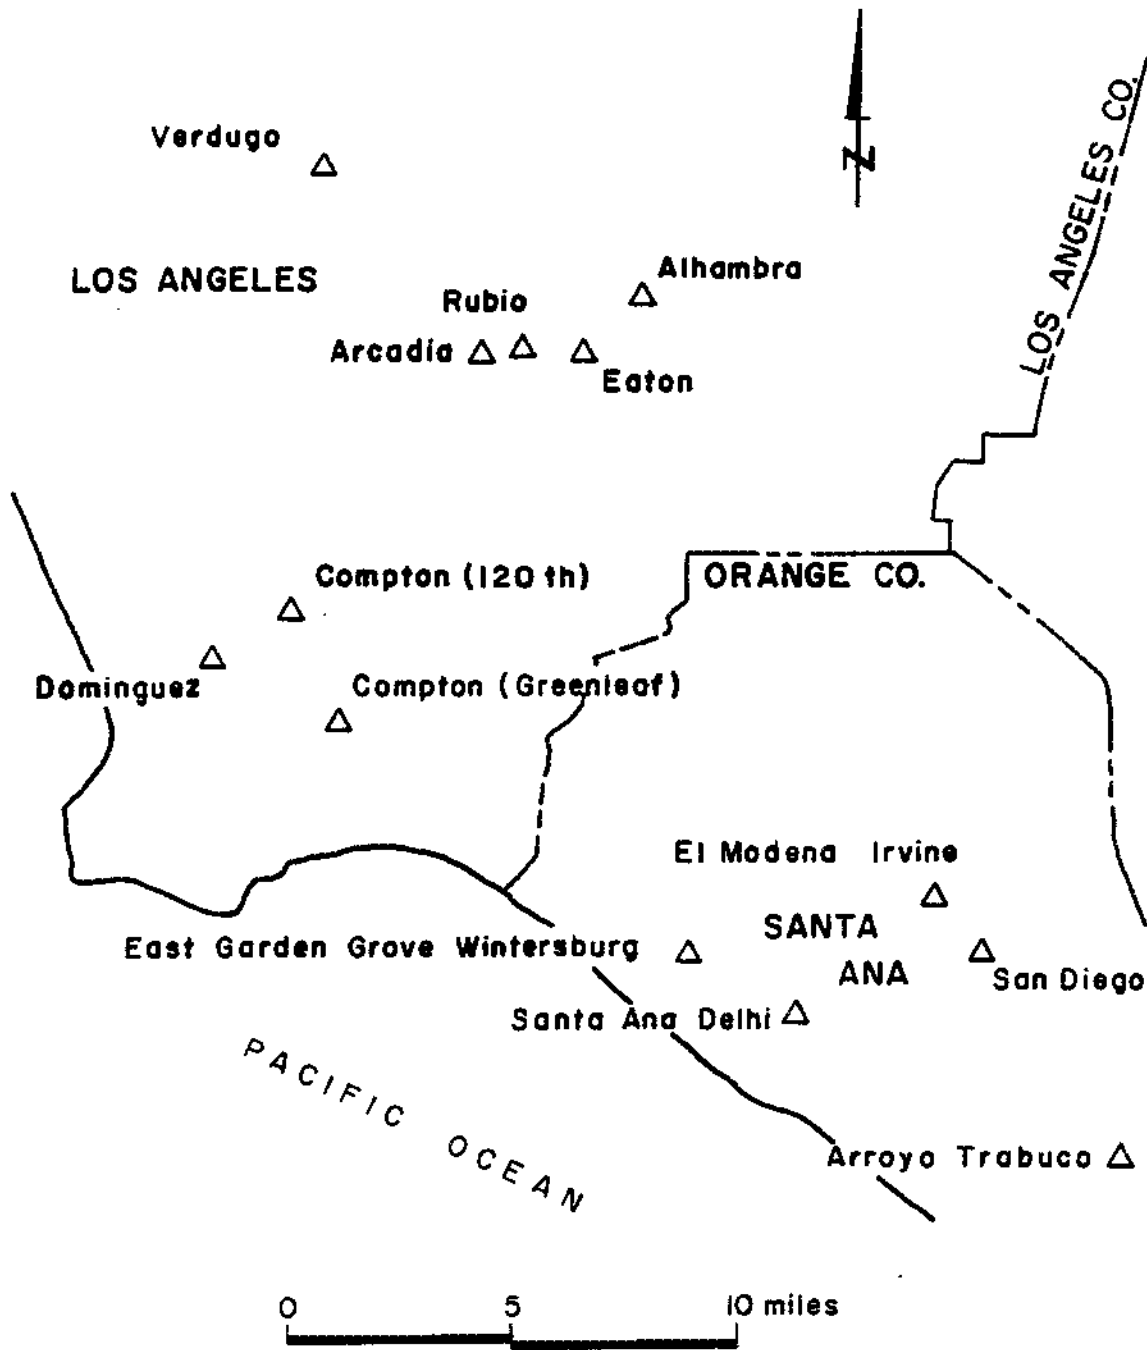 N
Verdugo
LOS ANGELES CO.
LOS ANGELES
Alhambra
Rubio
Arcadia
Eaton
ORANGE CO.
Compton (120 th)
Dominguez
Compton (Greenleaf)
El Modena Irvine
SANTA
ANA
East Garden Grove Wintersburg
San Diego
Santa Ana Delhi
PACIFIC OCEAN
Arroyo Trabuco
0 5 10 miles